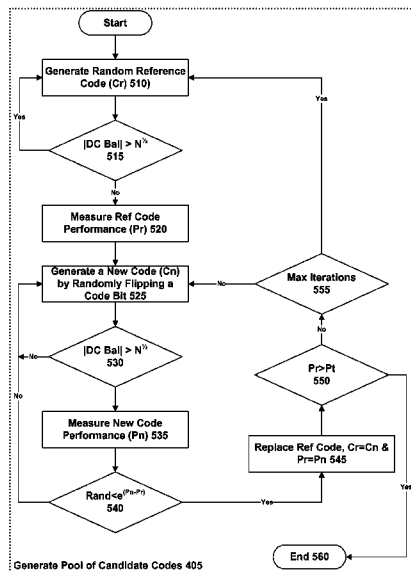 Start
Generate Random Reference
Code (Cr) 510)
Yes
Yes
|DC Bal| > N^½
515
No
Measure Ref Code
Performance (Pr) 520
Generate a New Code (Cn)
by Randomly Flipping a
Code Bit 525
No
Max Iterations
555
|DC Bal| > N^½
530
No
No
Pr>Pt
550
No
Measure New Code
Performance (Pn) 535
Replace Ref Code, Cr=Cn &
Pr=Pn 545
Rand<e^(Pn-Pr)
540
Yes
Yes
End 560
Generate Pool of Candidate Codes 405